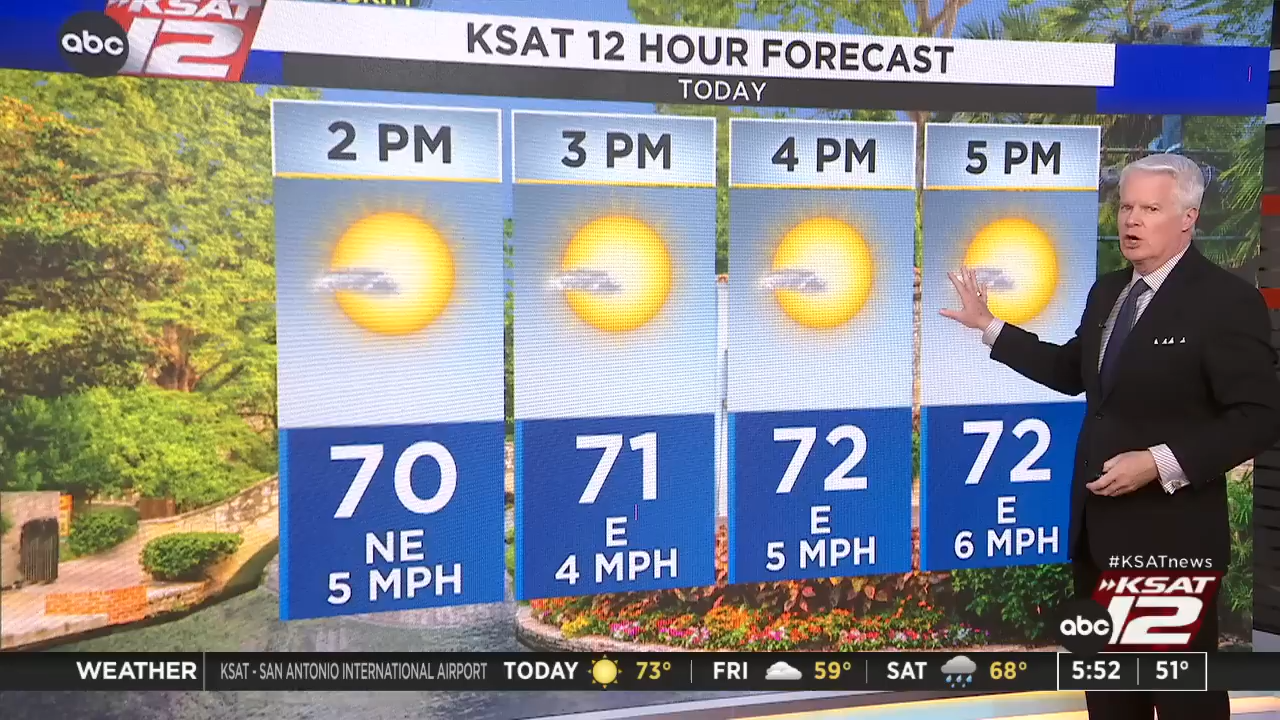 KSAT
abc
12
KSAT 12 HOUR FORECAST
TODAY
2 PM
3 PM
4 PM
5 PM
70
NE
5 MPH
71
E
4 MPH
72
E
5 MPH
72
E
6 MPH
#KSATnews
KSAT
abc
12
WEATHER
KSAT - SAN ANTONIO INTERNATIONAL AIRPORT
TODAY 73°
FRI 59°
SAT 68°
5:52 51°